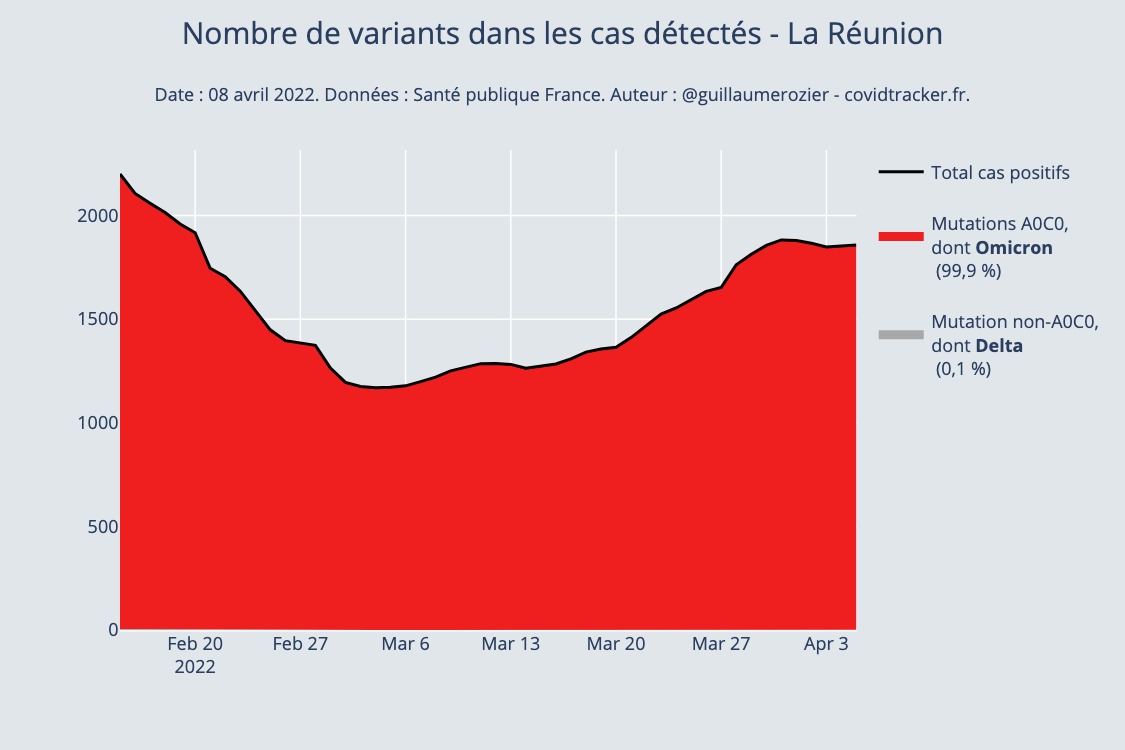 Nombre de variants dans les cas détectés - La Réunion
Date : 08 avril 2022. Données : Santé publique France. Auteur : @guillaumerozier - covidtracker.fr.
Total cas positifs
Mutations A0C0,
dont Omicron
(99,9 %)
Mutation non-A0C0,
dont Delta
(0,1 %)
2000
1500
1000
500
0
Feb 20
2022
Feb 27
Mar 6
Mar 13
Mar 20
Mar 27
Apr 3